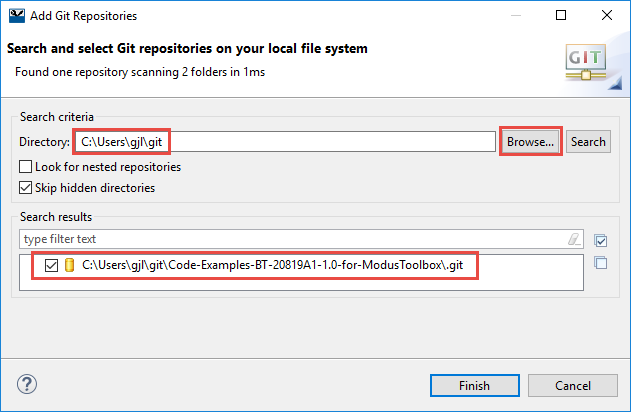 Add Git Repositories
Search and select Git repositories on your local file system
Found one repository scanning 2 folders in 1ms
GIT
Search criteria
Directory: C:\Users\gjl\git Browse... Search
Look for nested repositories
Skip hidden directories
Search results
type filter text
C:\Users\gjl\git\Code-Examples-BT-20819A1-1.0-for-ModusToolbox\.git
? Finish Cancel